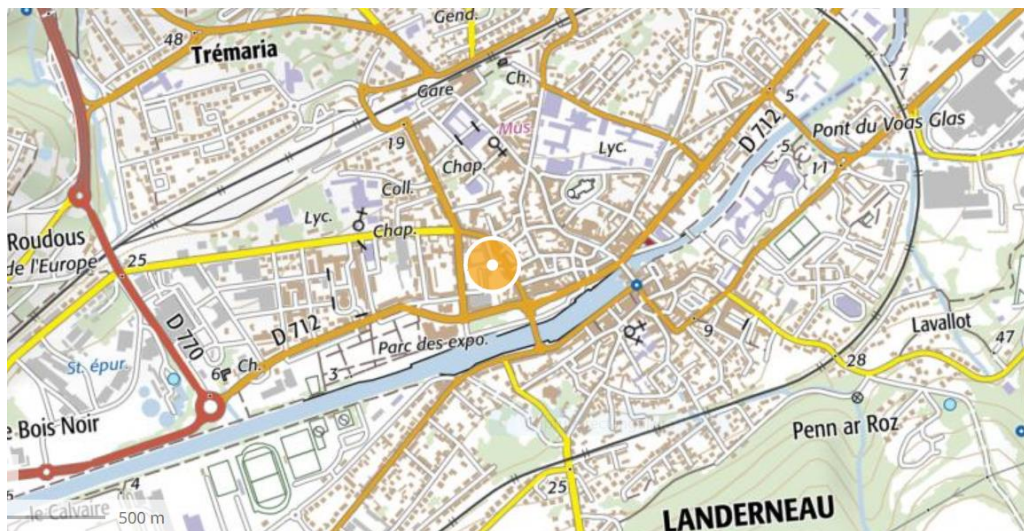 Gend.
48
Trémaria
Ch.
Gare
7
5
Pont du Voas Glas
D 712
19
Mus
Lyc.
5
11
Chap.
Coll.
Lyc.
Chap.
Roudous
de l'Europe
25
D 770
D 712
Parc des expo.
St. épur.
6
Ch.
3
9
Lavallot
47
28
e Bois Noir
Penn ar Roz
4
25
le Calvaire
500 m
LANDERNEAU